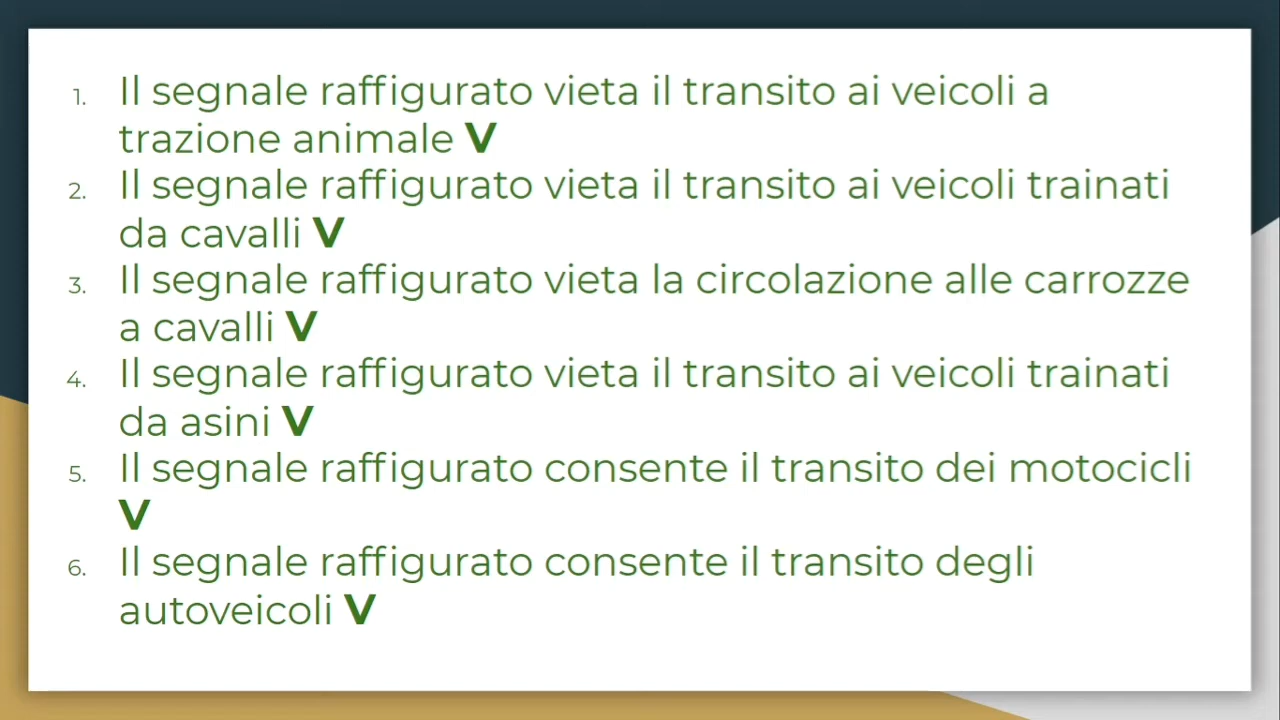 1. Il segnale raffigurato vieta il transito ai veicoli a
trazione animale V
2. Il segnale raffigurato vieta il transito ai veicoli trainati
da cavalli V
3. Il segnale raffigurato vieta la circolazione alle carrozze
a cavalli V
4. Il segnale raffigurato vieta il transito ai veicoli trainati
da asini V
5. Il segnale raffigurato consente il transito dei motocicli
V
6. Il segnale raffigurato consente il transito degli
autoveicoli V